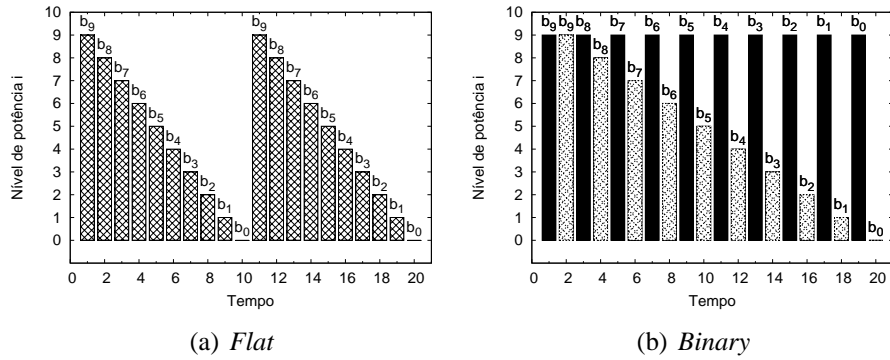 10
9
8
7
6
5
4
3
2
1
0
Nível de potência i
b9 b8 b7 b6 b5 b4 b3 b2 b1 b0 b9 b8 b7 b6 b5 b4 b3 b2 b1 b0
0 2 4 6 8 10 12 14 16 18 20
Tempo
(a) Flat
10
9
8
7
6
5
4
3
2
1
0
Nível de potência i
b9 b9 b8 b7 b6 b5 b4 b3 b2 b1 b0
b8 b7 b6 b5 b4 b3 b2 b1 b0
0 2 4 6 8 10 12 14 16 18 20
Tempo
(b) Binary